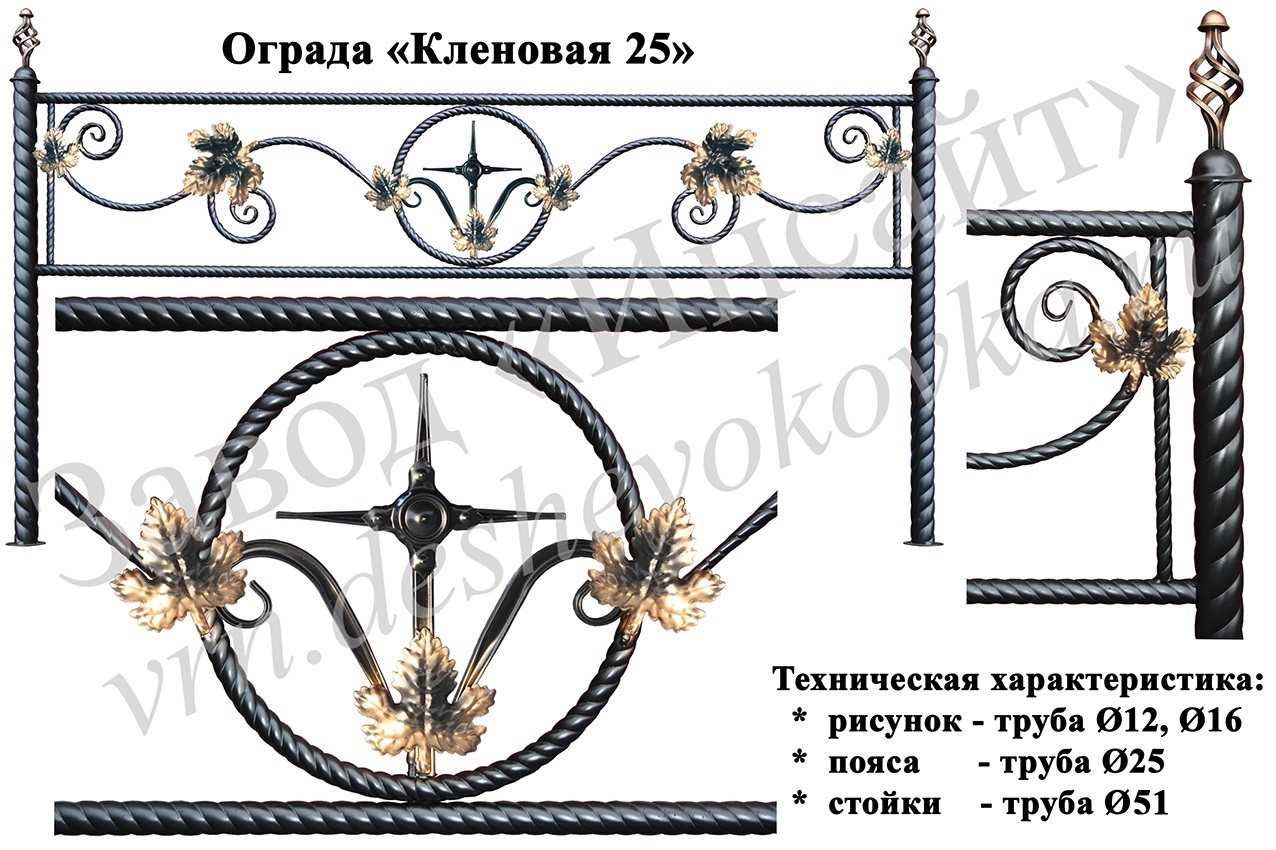 Ограда «Кленовая 25»
Завод «Инсайт»
vrn.deshevokovka.ru
Техническая характеристика:
* рисунок - труба Ø12, Ø16
* пояса - труба Ø25
* стойки - труба Ø51